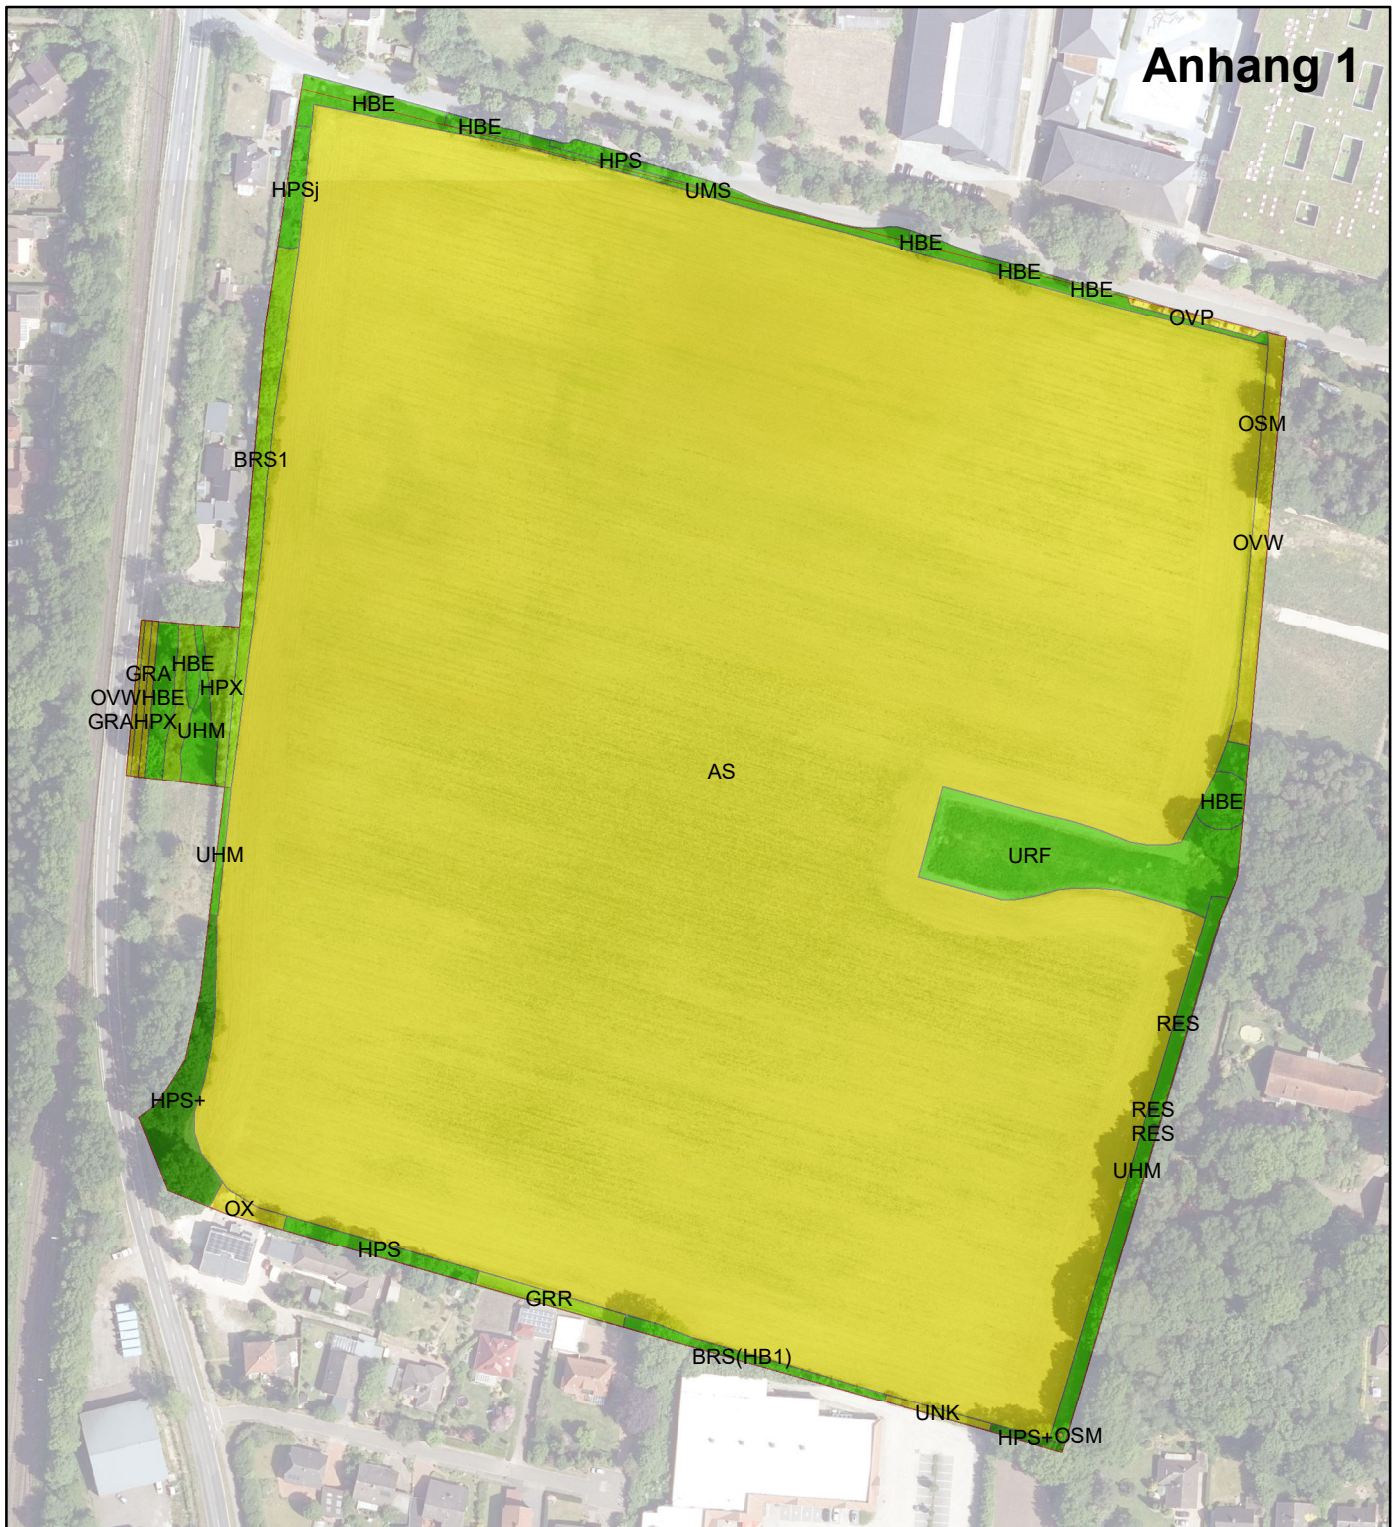 Anhang 1
HBE
HBE
HPS
HPSj
UMS
HBE
HBE
HBE
OVP
OSM
BRS1
OVW
HBE
GRA
HPX
OVWHBE
GRAHPX
UHM
AS
HBE
UHM
URF
RES
HPS+
RES
RES
UHM
OX
HPS
GRR
BRS(HB1)
UNK
HPS+
OSM